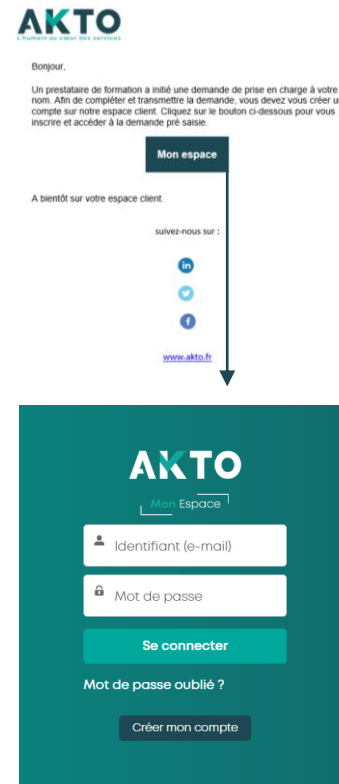 AKTO
L'humain au cœur des services
Bonjour,
Un prestataire de formation a initié une demande de prise en charge à votre
nom. Afin de compléter et transmettre la demande, vous devez vous créer u
compte sur notre espace client. Cliquez sur le bouton ci-dessous pour vous
inscrire et accéder à la demande pré saisie.
Mon espace
A bientôt sur votre espace client.
suivez-nous sur :
in
f
www.akto.fr
AKTO
Mon Espace
Identifiant (e-mail)
Mot de passe
Se connecter
Mot de passe oublié ?
Créer mon compte